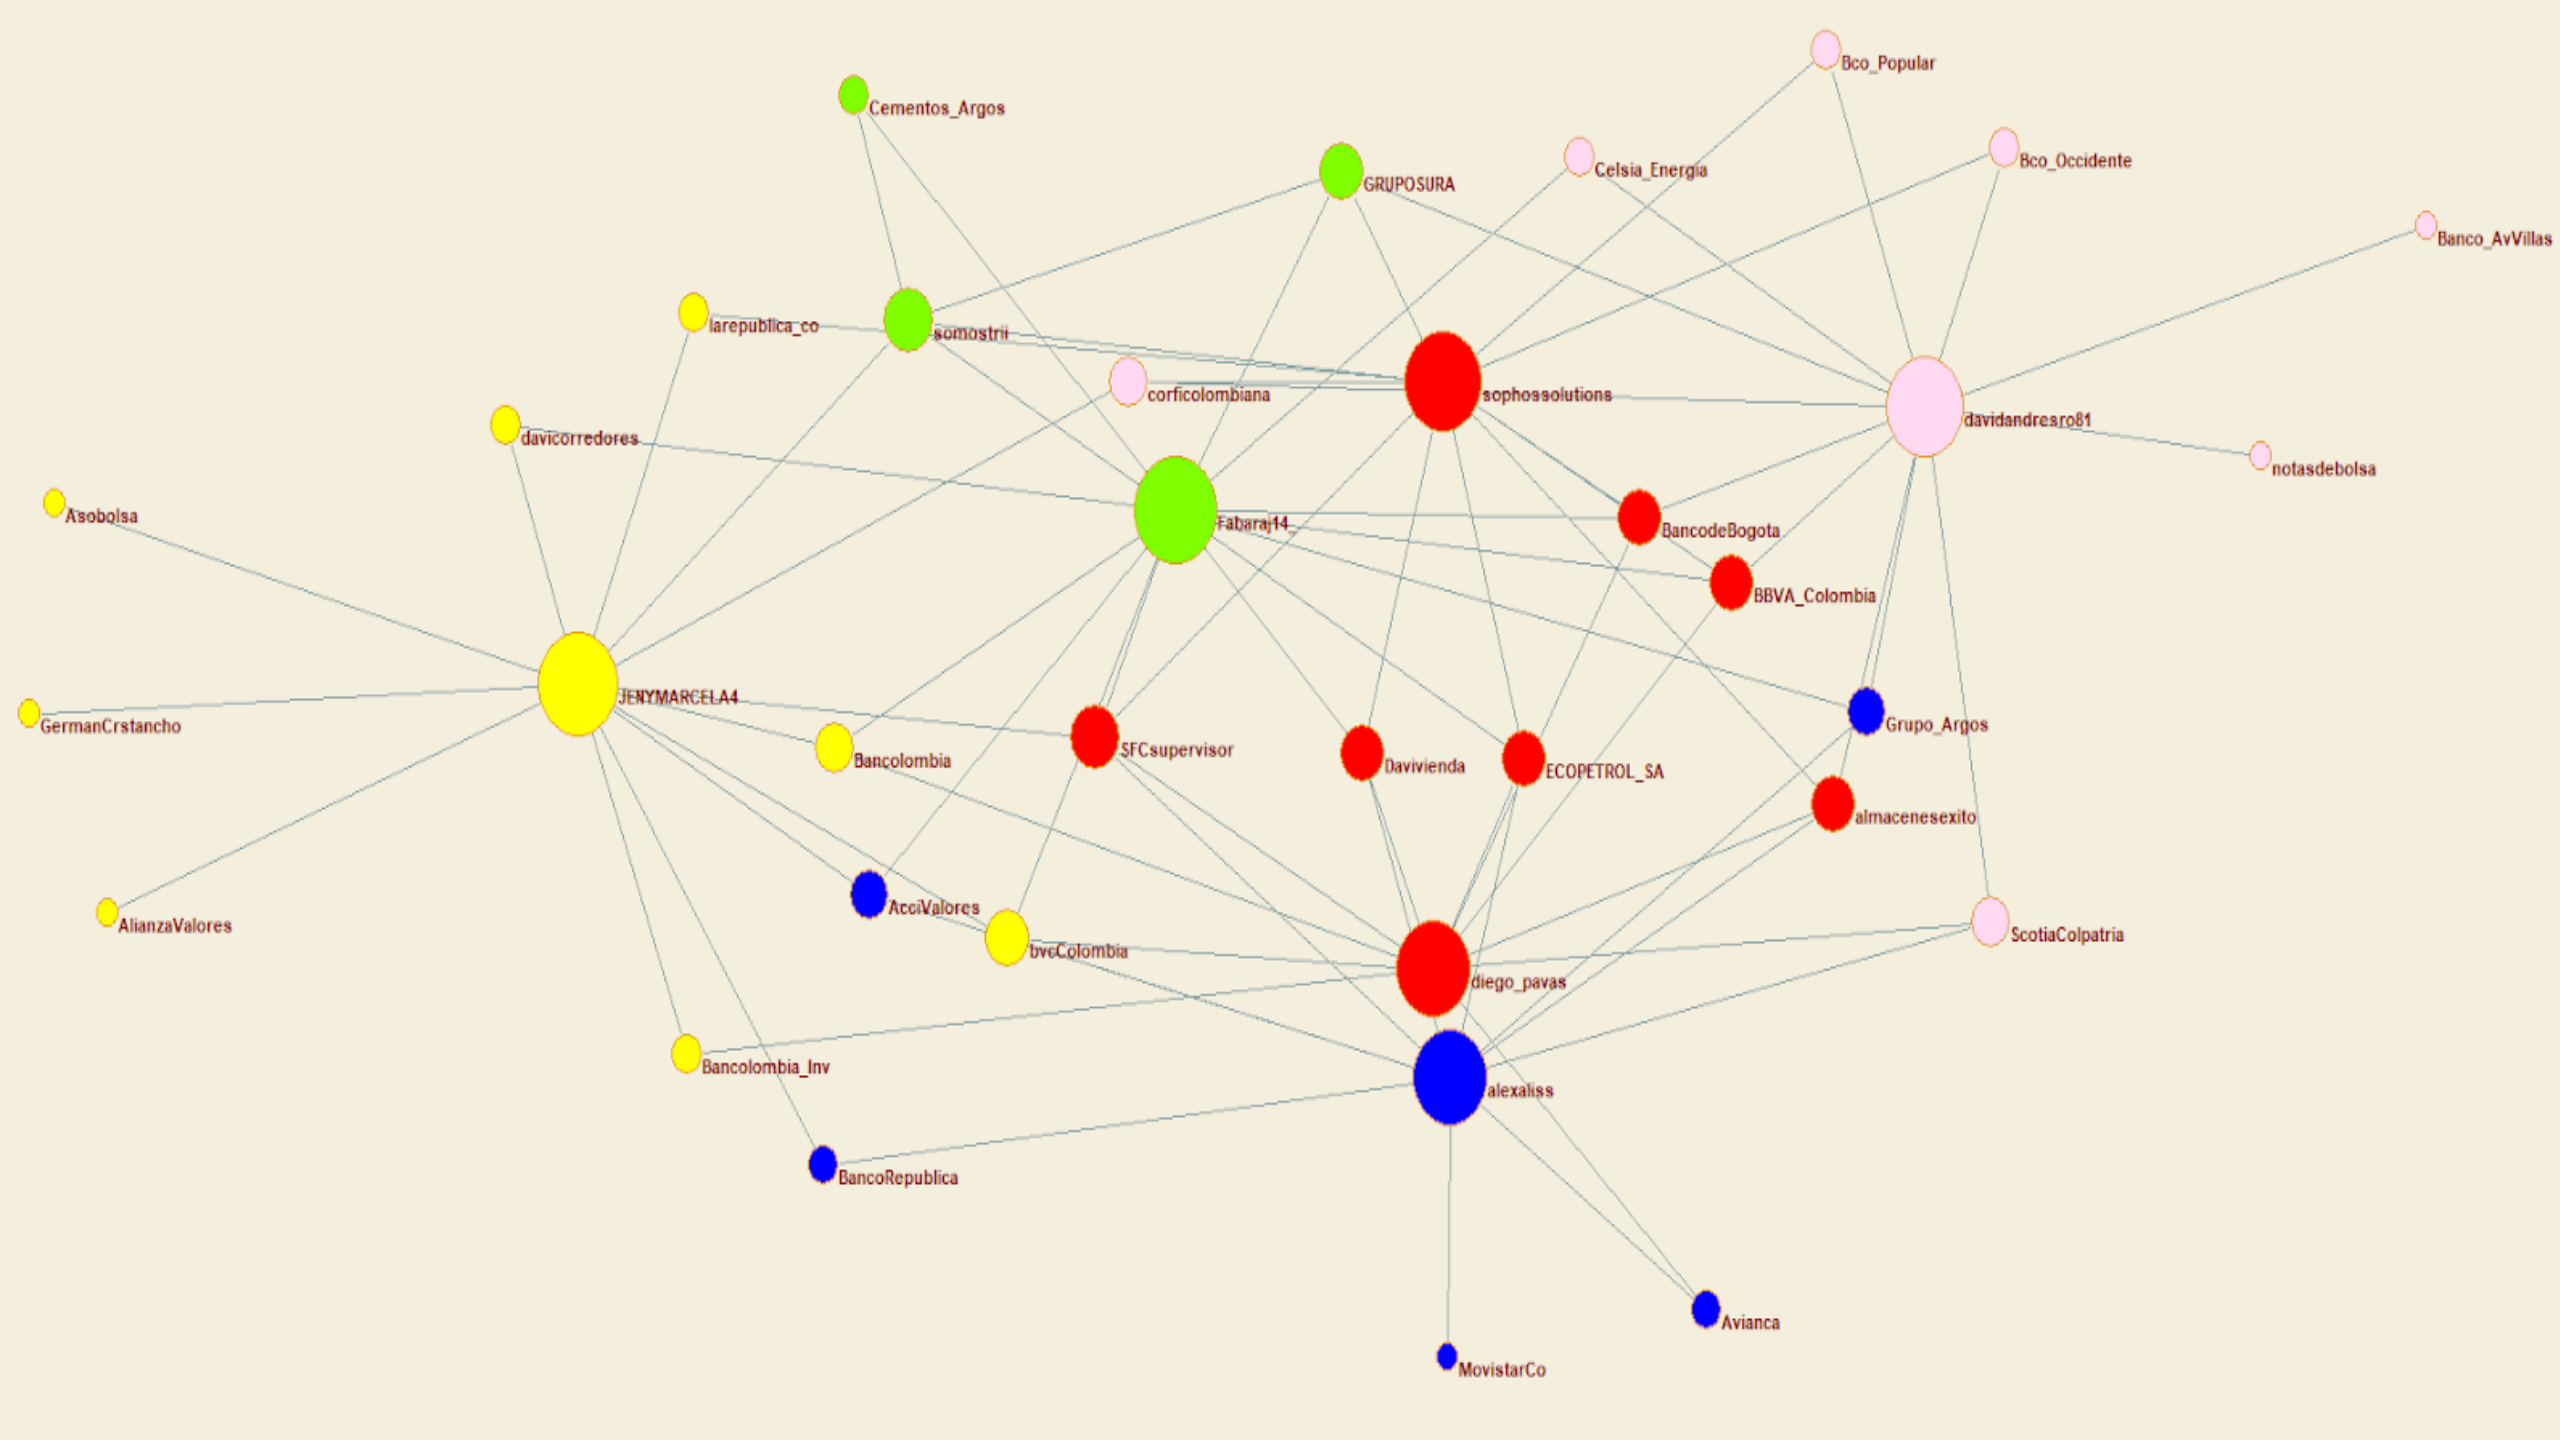 Bco_Popular
Cementos_Argos
Bco_Occidente
Celsia_Energia
GRUPOSURA
Banco_AvVillas
larepublica_co
somostrii
corficolombiana
sophossolutions
davidandresro81
davicorredores
notasdebolsa
Asobolsa
Fabaraj14_
BancodeBogota
BBVA_Colombia
JENYMARCELA4
GermanCrstancho
Grupo_Argos
SFCsupervisor
Bancolombia
Davivienda
ECOPETROL_SA
almacenesexito
AcciValores
AlianzaValores
ScotiaColpatria
bvcColombia
diego_pavas
Bancolombia_Inv
alexaliss
BancoRepublica
Avianca
MovistarCo